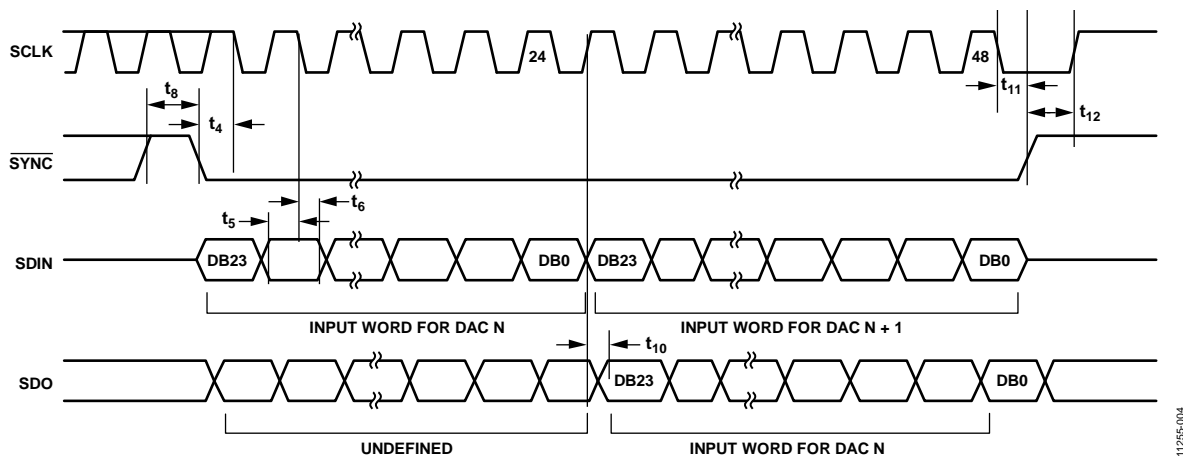 SCLK
24
48
t8
t4
t11
t12
SYNC
t5
t6
SDIN
DB23
DB0
DB23
DB0
INPUT WORD FOR DAC N
INPUT WORD FOR DAC N + 1
t10
SDO
DB23
DB0
UNDEFINED
INPUT WORD FOR DAC N
11255-004